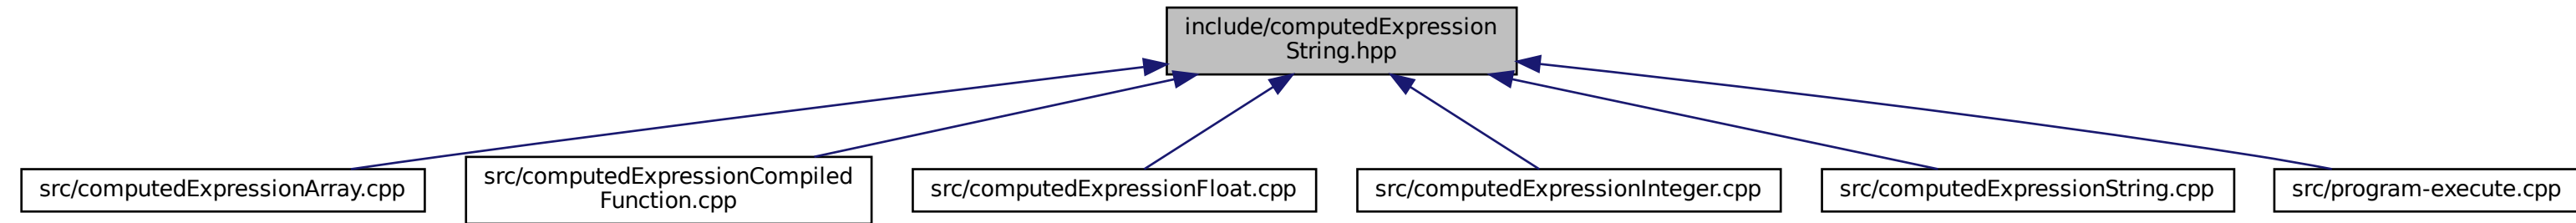 include/computedExpression
String.hpp
src/computedExpressionArray.cpp
src/computedExpressionCompiled
Function.cpp
src/computedExpressionFloat.cpp
src/computedExpressionInteger.cpp
src/computedExpressionString.cpp
src/program-execute.cpp